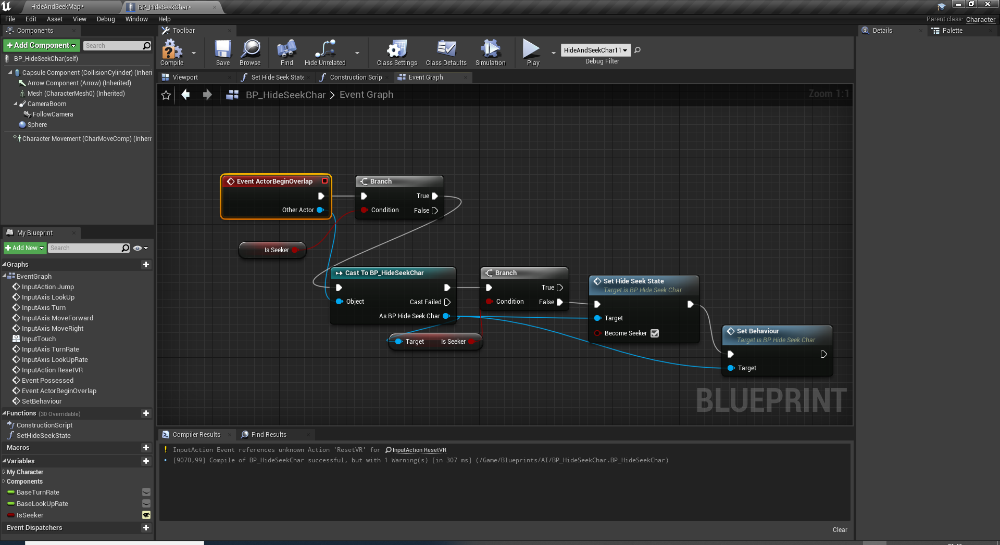 HideAndSeekMap*
BP_HideSeekChar*
File Edit Asset View Debug Window Help
Parent class: Character
Components
Add Component
Search
BP_HideSeekChar(self)
Capsule Component (CollisionCylinder) (Inheri
Arrow Component (Arrow) (Inherited)
Mesh (CharacterMesh0) (Inherited)
CameraBoom
FollowCamera
Sphere
Character Movement (CharMoveComp) (Inheri
My Blueprint
Add New
Search
Graphs
EventGraph
InputAction Jump
InputAxis LookUp
InputAxis Turn
InputAxis MoveForward
InputAxis MoveRight
InputTouch
InputAxis TurnRate
InputAxis LookUpRate
InputAction ResetVR
Event Possessed
Event ActorBeginOverlap
SetBehaviour
Functions (30 Overridable)
ConstructionScript
SetHideSeekState
Macros
Variables
My Character
Components
BaseTurnRate
BaseLookUpRate
IsSeeker
Event Dispatchers
Toolbar
Compile
Save
Browse
Find
Hide Unrelated
Class Settings
Class Defaults
Simulation
Play
HideAndSeekChar11
Debug Filter
Viewport
Set Hide Seek State
Construction Scrip
Event Graph
BP_HideSeekChar > Event Graph
Zoom 1:1
Event ActorBeginOverlap
Other Actor
Branch
True
Condition
False
Is Seeker
Cast To BP_HideSeekChar
Object
Cast Failed
As BP Hide Seek Char
Target Is Seeker
Branch
True
Condition
False
Set Hide Seek State
Target is BP Hide Seek Char
Target
Become Seeker
Set Behaviour
Target is BP Hide Seek Char
Target
BLUEPRINT
Compiler Results
Find Results
InputAction Event references unknown Action 'ResetVR' for InputAction ResetVR
[9070,99] Compile of BP_HideSeekChar successful, but with 1 Warning(s) [in 307 ms] (/Game/Blueprints/AI/BP_HideSeekChar.BP_HideSeekChar)
Clear
Details
Palette